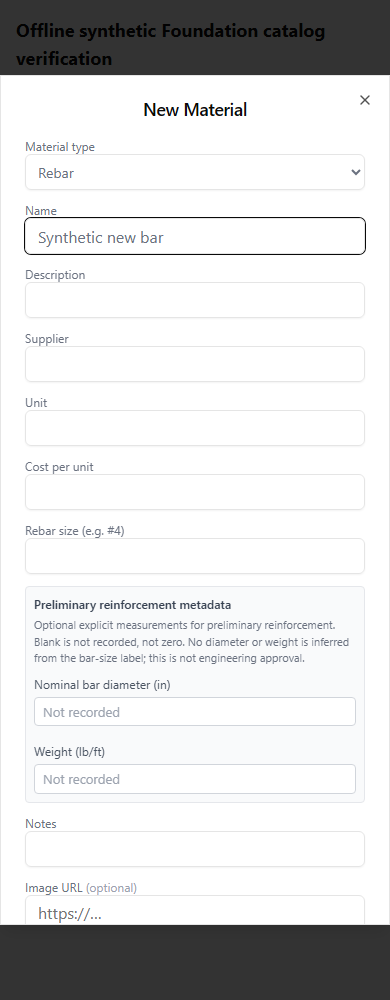 Offline synthetic Foundation catalog
verification
New Material
Material type
Rebar
Name
Synthetic new bar
Description
Supplier
Unit
Cost per unit
Rebar size (e.g. #4)
Preliminary reinforcement metadata
Optional explicit measurements for preliminary reinforcement.
Blank is not recorded, not zero. No diameter or weight is inferred
from the bar-size label; this is not engineering approval.
Nominal bar diameter (in)
Not recorded
Weight (lb/ft)
Not recorded
Notes
Image URL (optional)
https://...